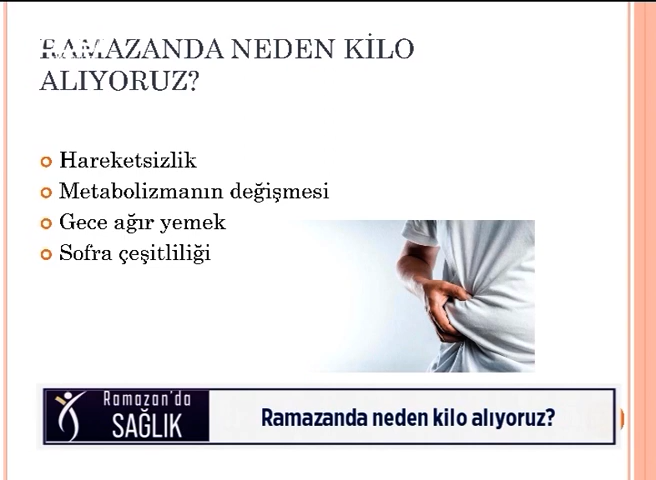 RAMAZANDA NEDEN KİLO
ALIYORUZ?
Hareketsizlik
Metabolizmanın değişmesi
Gece ağır yemek
Sofra çeşitliliği
Ramazan'da
SAĞLIK
Ramazanda neden kilo alıyoruz?